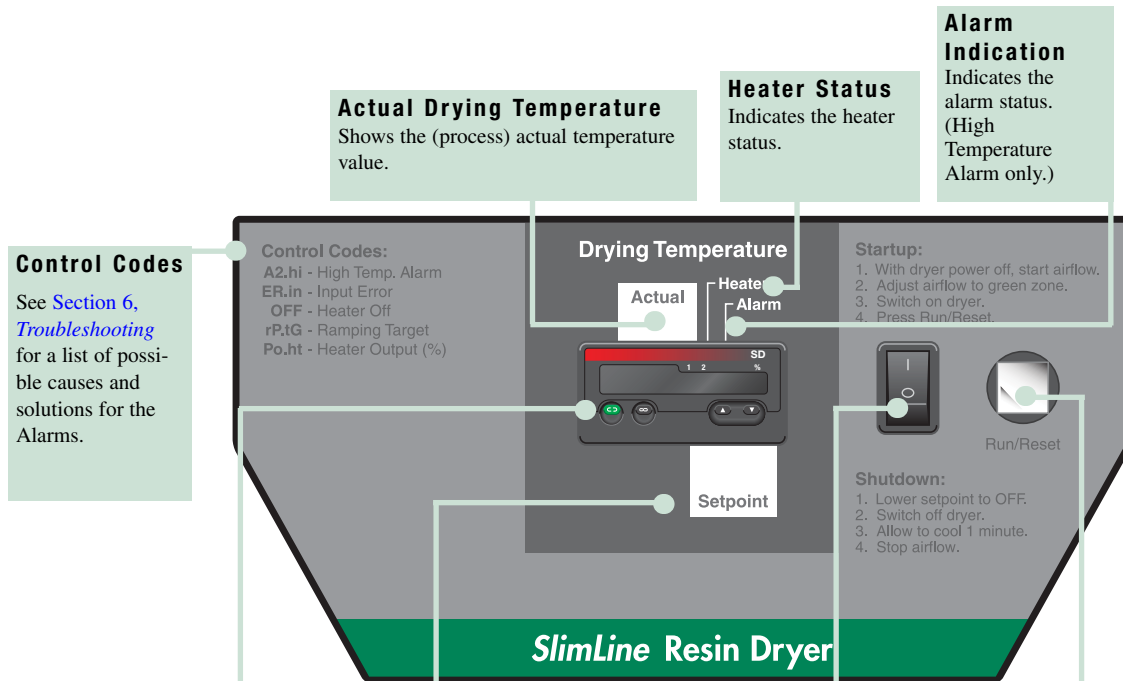 Alarm
Indication
Indicates the
alarm status.
(High
Temperature
Alarm only.)
Heater Status
Indicates the heater
status.
Actual Drying Temperature
Shows the (process) actual temperature
value.
Control Codes
See Section 6,
Troubleshooting
for a list of possi-
ble causes and
solutions for the
Alarms.
Control Codes:
A2.hi - High Temp. Alarm
ER.in - Input Error
OFF - Heater Off
rP.tG - Ramping Target
Po.ht - Heater Output (%)
Drying Temperature
Heater
Actual
Alarm
SD
1 2 %
Setpoint
Startup:
1. With dryer power off, start airflow.
2. Adjust airflow to green zone.
3. Switch on dryer.
4. Press Run/Reset.
Run/Reset
Shutdown:
1. Lower setpoint to OFF.
2. Switch off dryer.
3. Allow to cool 1 minute.
4. Stop airflow.
SlimLine Resin Dryer